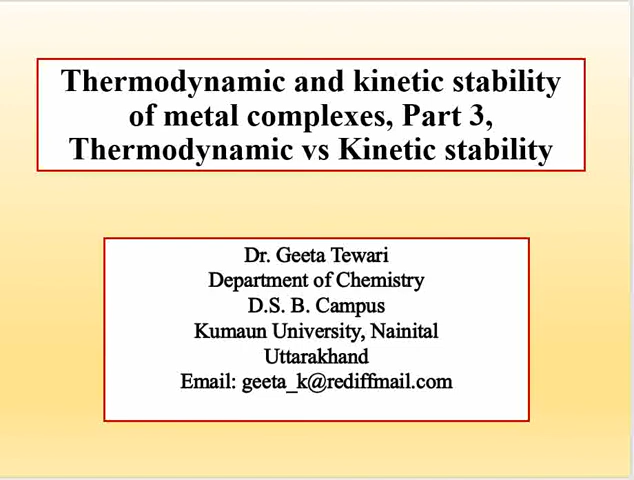 Thermodynamic and kinetic stability
of metal complexes, Part 3,
Thermodynamic vs Kinetic stability
Dr. Geeta Tewari
Department of Chemistry
D.S. B. Campus
Kumaun University, Nainital
Uttarakhand
Email: geeta_k@rediffmail.com